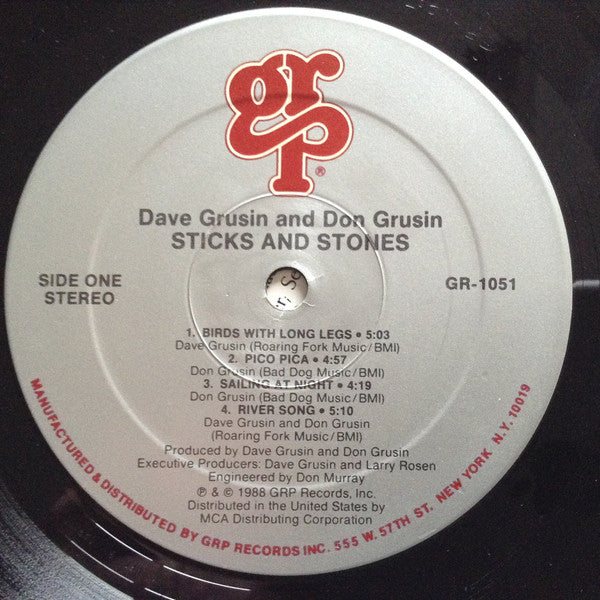 grp®
Dave Grusin and Don Grusin
STICKS AND STONES
SIDE ONE
STEREO
GR-1051
1. BIRDS WITH LONG LEGS • 5:03
Dave Grusin (Roaring Fork Music/BMI)
2. PICO PICA • 4:57
Don Grusin (Bad Dog Music/BMI)
3. SAILING AT NIGHT • 4:19
Don Grusin (Bad Dog Music/BMI)
4. RIVER SONG • 5:10
Dave Grusin and Don Grusin
(Roaring Fork Music/BMI)
Produced by Dave Grusin and Don Grusin
Executive Producers: Dave Grusin and Larry Rosen
Engineered by Don Murray
℗ & © 1988 GRP Records, Inc.
Distributed in the United States by
MCA Distributing Corporation
MANUFACTURED & DISTRIBUTED BY GRP RECORDS INC. 555 W. 57TH ST. NEW YORK N.Y. 10019